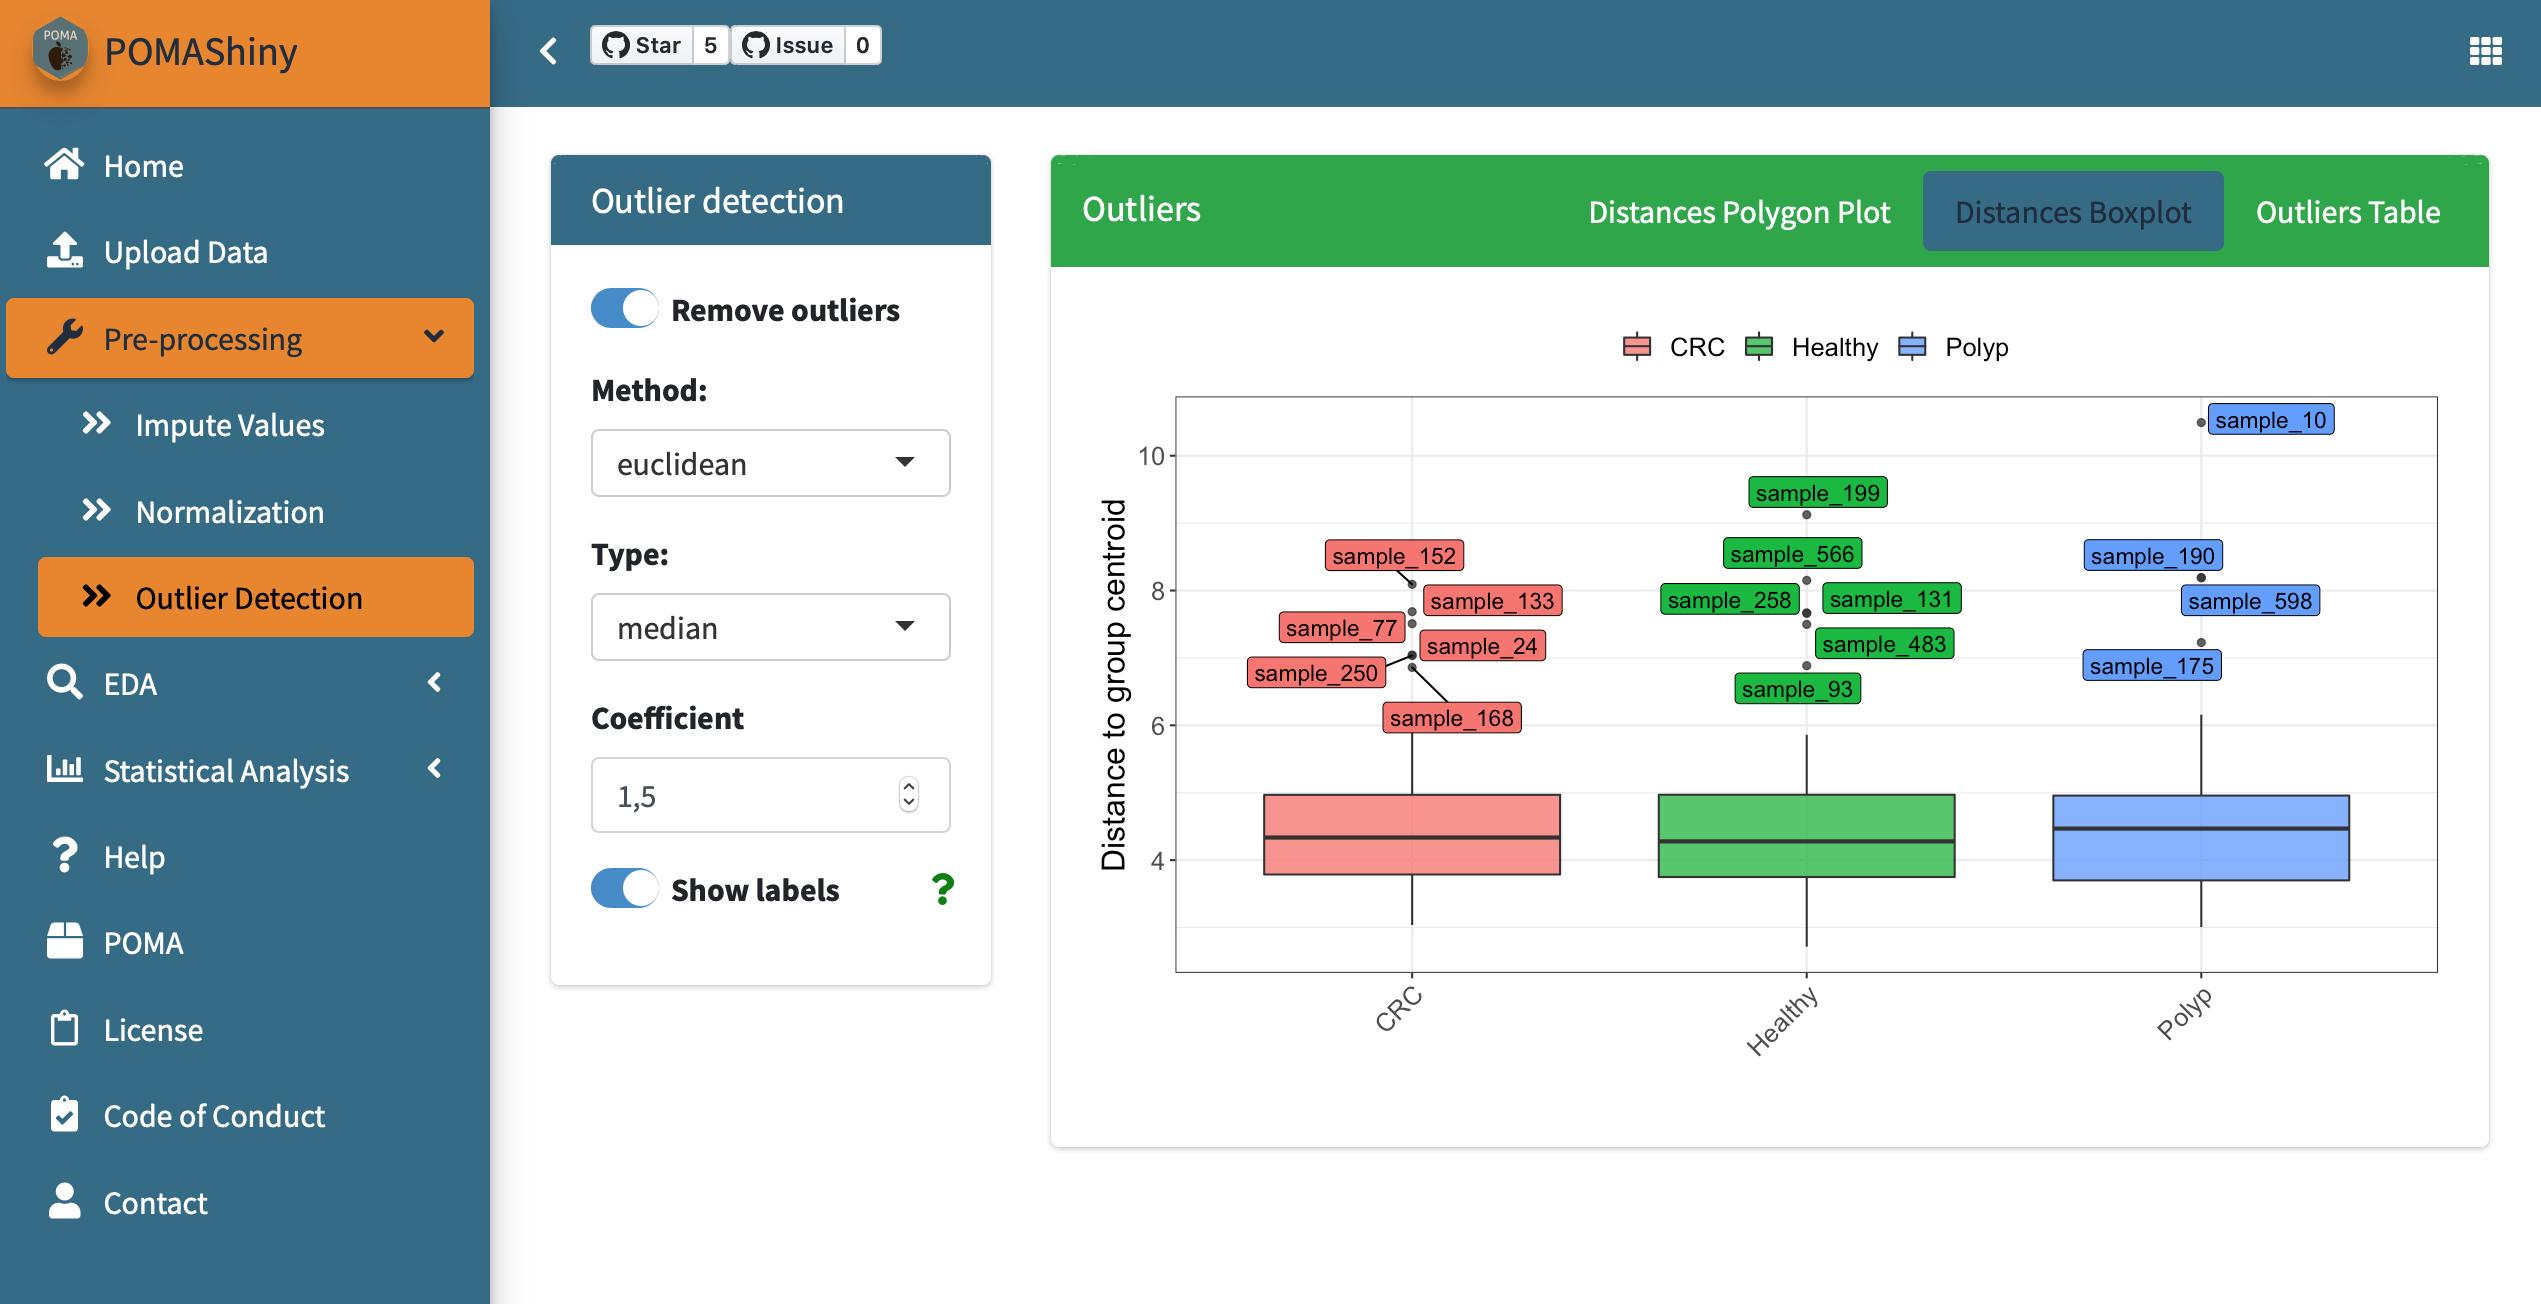 POMA
POMAShiny
Star 5 Issue 0
Home
Upload Data
Pre-processing
Impute Values
Normalization
Outlier Detection
EDA
Statistical Analysis
Help
POMA
License
Code of Conduct
Contact
Outlier detection
Remove outliers
Method:
euclidean
Type:
median
Coefficient
1,5
Show labels
?
Outliers
Distances Polygon Plot
Distances Boxplot
Outliers Table
CRC Healthy Polyp
Distance to group centroid
10
8
6
4
sample_10
sample_199
sample_152
sample_566
sample_190
sample_133
sample_258
sample_131
sample_598
sample_77
sample_24
sample_483
sample_250
sample_175
sample_93
sample_168
CRC
Healthy
Polyp